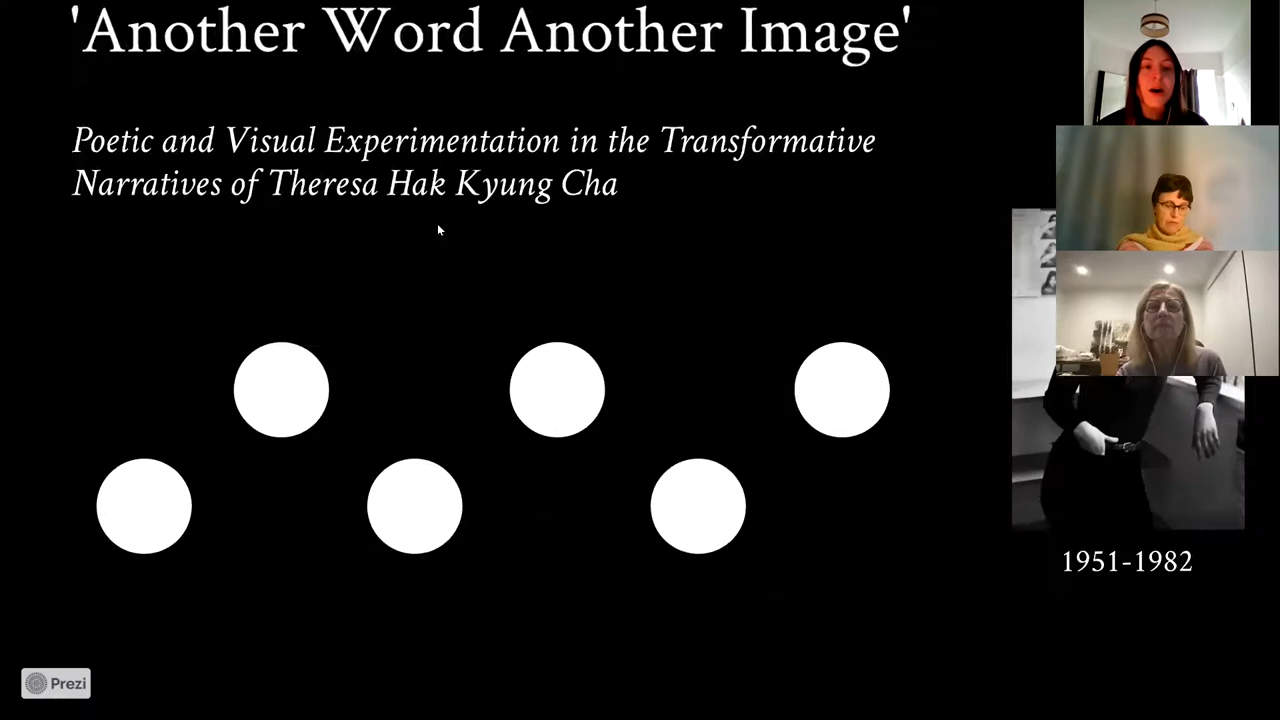 'Another Word Another Image'
Poetic and Visual Experimentation in the Transformative
Narratives of Theresa Hak Kyung Cha
1951-1982
Prezi